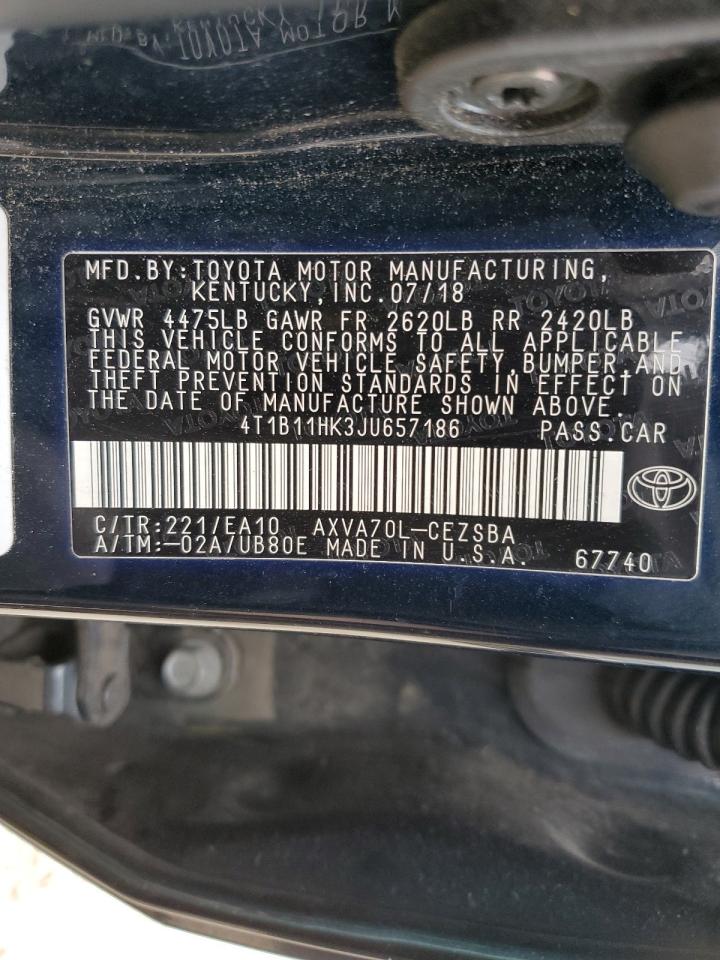 MFD.BY:TOYOTA MOTOR MANUFACTURING,
KENTUCKY,INC.07/18
GVWR 4475LB GAWR FR 2620LB RR 2420LB
THIS VEHICLE CONFORMS TO ALL APPLICABLE
FEDERAL MOTOR VEHICLE SAFETY,BUMPER,AND
THEFT PREVENTION STANDARDS IN EFFECT ON
THE DATE OF MANUFACTURE SHOWN ABOVE.
4T1B11HK3JU657186 PASS.CAR
C/TR:221/EA10 AXVA70L-CEZSBA
A/TM:-02A/UB80E MADE IN U.S.A. 67740